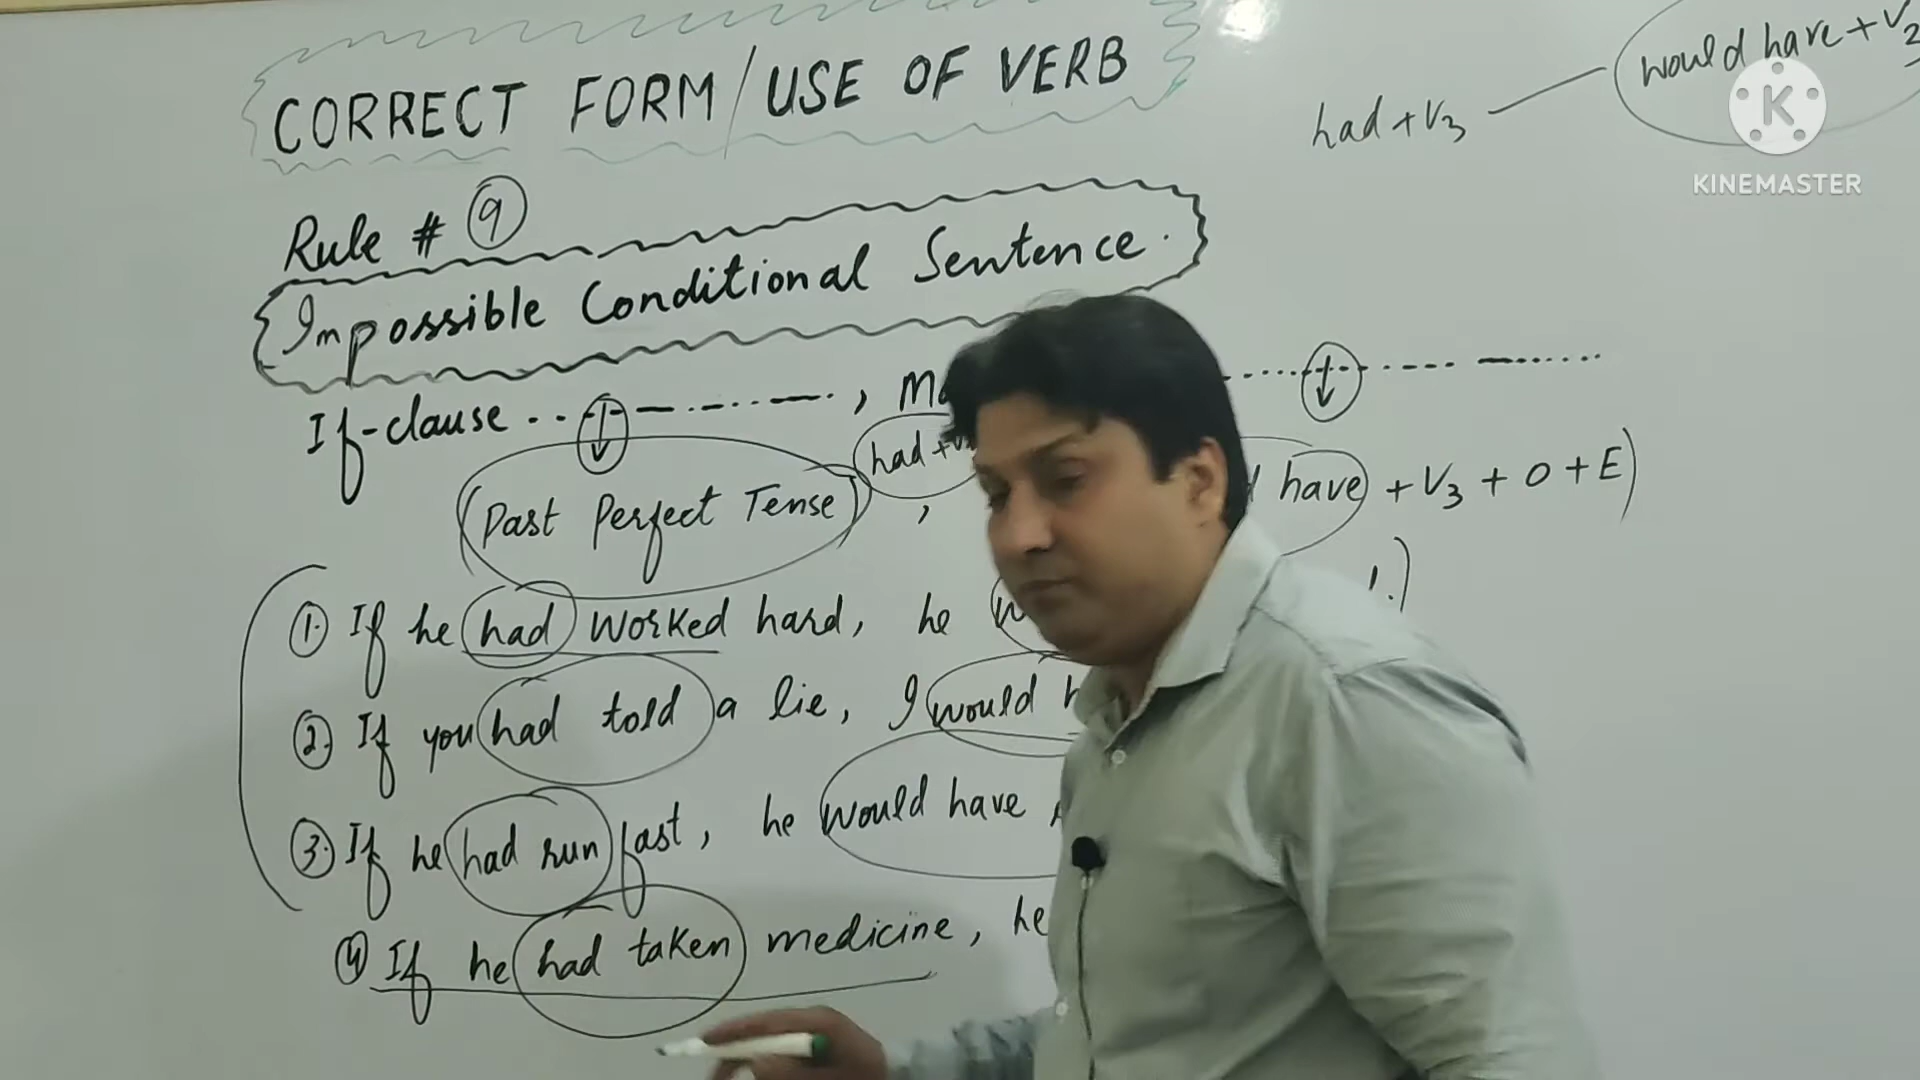 CORRECT FORM/USE OF VERB
would have + V3
had + V3
KINEMASTER
Rule # 9
Impossible Conditional Sentence.
If-clause ... ,
(Past Perfect Tense) had + , have + V3 + O + E)
1. If he had worked hard, he
2. If you had told a lie, I would
3. If he had run fast, he would have
4 If he had taken medicine, he